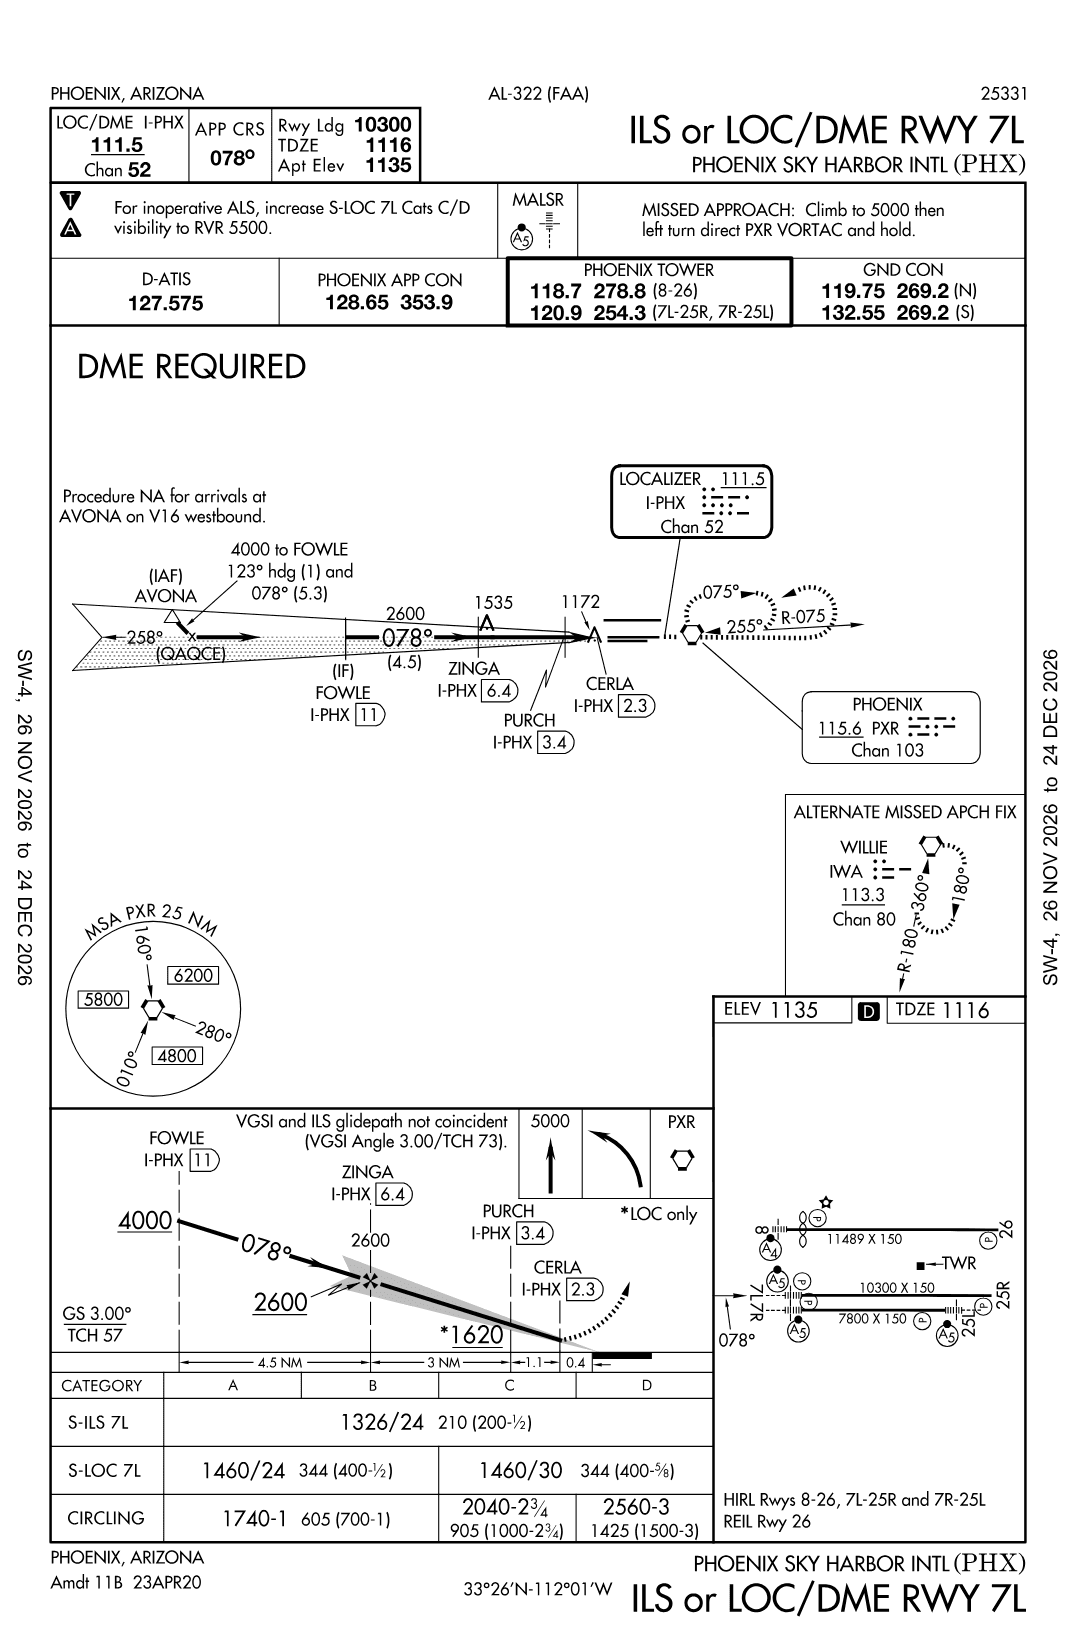 PHOENIX, ARIZONA
AL-322 (FAA)
25331
LOC/DME I-PHX
111.5
Chan 52
APP CRS
078°
Rwy Ldg 10300
TDZE 1116
Apt Elev 1135
ILS or LOC/DME RWY 7L
PHOENIX SKY HARBOR INTL (PHX)
T
A
For inoperative ALS, increase S-LOC 7L Cats C/D
visibility to RVR 5500.
MALSR
A5
MISSED APPROACH: Climb to 5000 then
left turn direct PXR VORTAC and hold.
D-ATIS
127.575
PHOENIX APP CON
128.65 353.9
PHOENIX TOWER
118.7 278.8 (8-26)
120.9 254.3 (7L-25R, 7R-25L)
GND CON
119.75 269.2 (N)
132.55 269.2 (S)
DME REQUIRED
Procedure NA for arrivals at
AVONA on V16 westbound.
4000 to FOWLE
123° hdg (1) and
078° (5.3)
(IAF)
AVONA
258°
(QAQCE)
2600
078°
(4.5)
(IF)
FOWLE
I-PHX 11
1535
ZINGA
I-PHX 6.4
PURCH
I-PHX 3.4
1172
CERLA
I-PHX 2.3
LOCALIZER 111.5
I-PHX
Chan 52
075°
255°
R-075
PHOENIX
115.6 PXR
Chan 103
ALTERNATE MISSED APCH FIX
WILLIE
IWA
113.3
Chan 80
360°
180°
R-180
MSA PXR 25 NM
160°
6200
5800
280°
4800
010°
SW-4, 26 NOV 2026 to 24 DEC 2026
SW-4, 26 NOV 2026 to 24 DEC 2026
ELEV 1135
D
TDZE 1116
8
26
P
P
A4
11489 X 150
TWR
A5
P
7L
10300 X 150
25R
P
7R
7800 X 150
P
25L
P
A5
A5
078°
HIRL Rwys 8-26, 7L-25R and 7R-25L
REIL Rwy 26
VGSI and ILS glidepath not coincident
(VGSI Angle 3.00/TCH 73).
5000
PXR
FOWLE
I-PHX 11
4000
078°
ZINGA
I-PHX 6.4
2600
2600
PURCH
I-PHX 3.4
*LOC only
CERLA
I-PHX 2.3
*1620
GS 3.00°
TCH 57
4.5 NM
3 NM
1.1
0.4
CATEGORY A B C D
S-ILS 7L 1326/24 210 (200-½)
S-LOC 7L 1460/24 344 (400-½) 1460/30 344 (400-⅝)
CIRCLING 1740-1 605 (700-1)
2040-2¾
905 (1000-2¾)
2560-3
1425 (1500-3)
PHOENIX, ARIZONA
Amdt 11B 23APR20
33°26'N-112°01'W
PHOENIX SKY HARBOR INTL (PHX)
ILS or LOC/DME RWY 7L